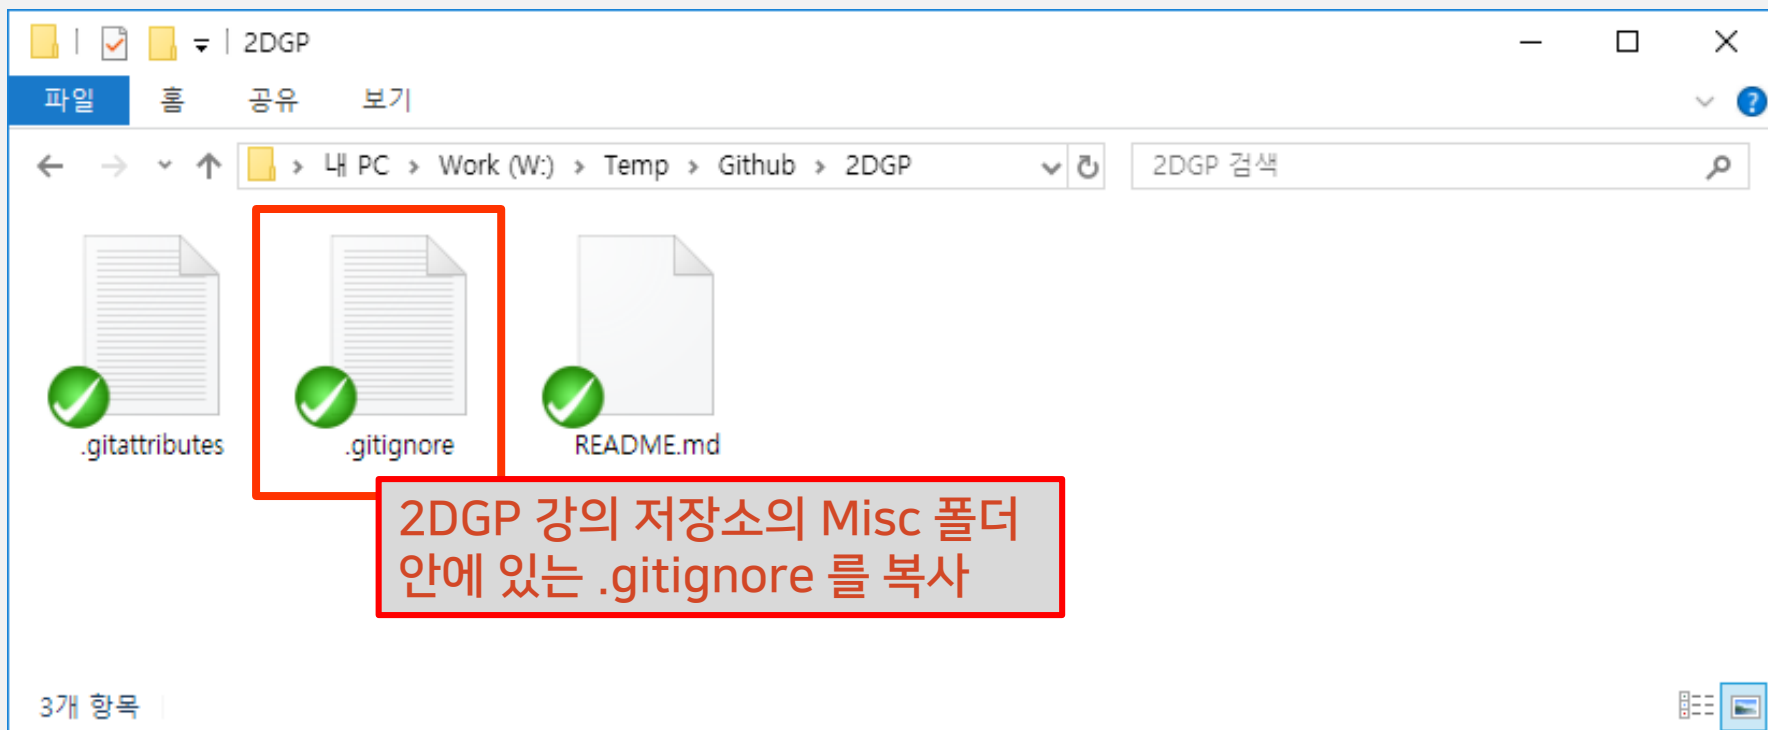 2DGP
파일 홈 공유 보기
내 PC > Work (W:) > Temp > Github > 2DGP
2DGP 검색
.gitattributes .gitignore README.md
2DGP 강의 저장소의 Misc 폴더
안에 있는 .gitignore 를 복사
3개 항목